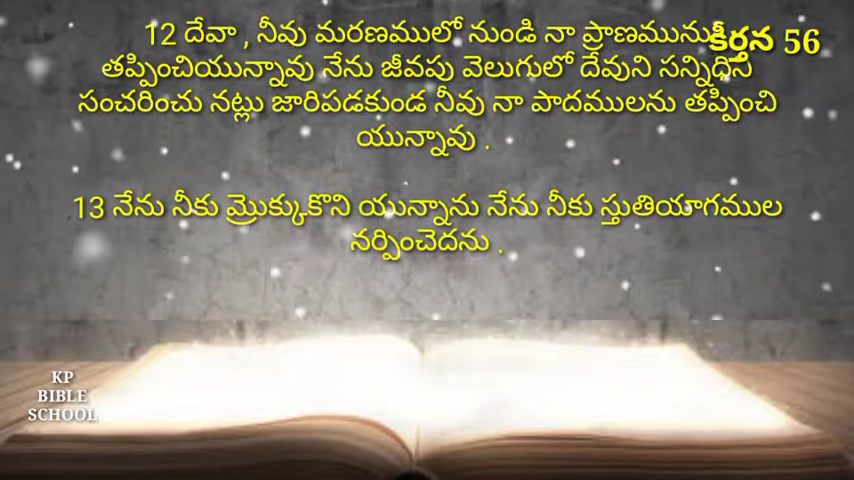 కీర్తన 56
12 దేవా , నీవు మరణములో నుండి నా ప్రాణమును
తప్పించియున్నావు నేను జీవపు వెలుగులో దేవుని సన్నిధిని
సంచరించు నట్లు జారిపడకుండ నీవు నా పాదములను తప్పించి
యున్నావు .
13 నేను నీకు మ్రొక్కుకొని యున్నాను నేను నీకు స్తుతియాగముల
నర్పించెదను .
KP
BIBLE
SCHOOL